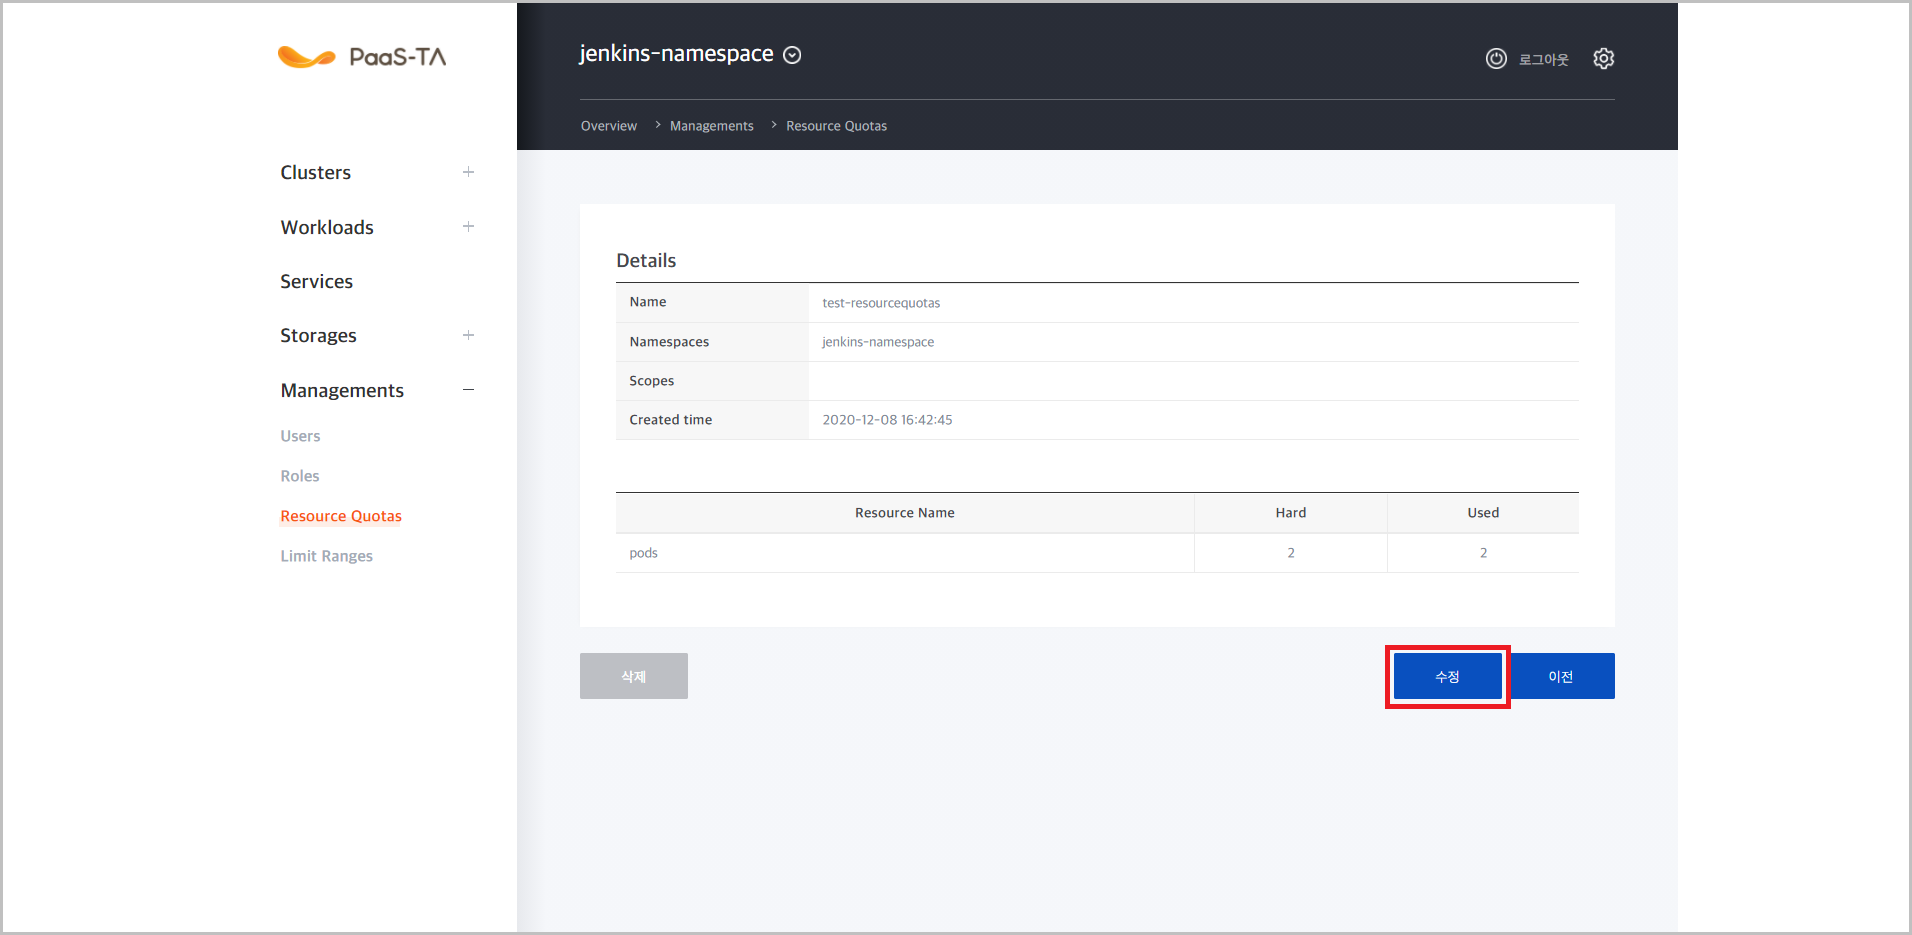 PaaS-TA
jenkins-namespace
로그아웃
Overview > Managements > Resource Quotas
Clusters +
Workloads +
Services
Storages +
Managements −
Users
Roles
Resource Quotas
Limit Ranges
Details
Name test-resourcequotas
Namespaces jenkins-namespace
Scopes
Created time 2020-12-08 16:42:45
Resource Name Hard Used
pods 2 2
삭제 수정 이전